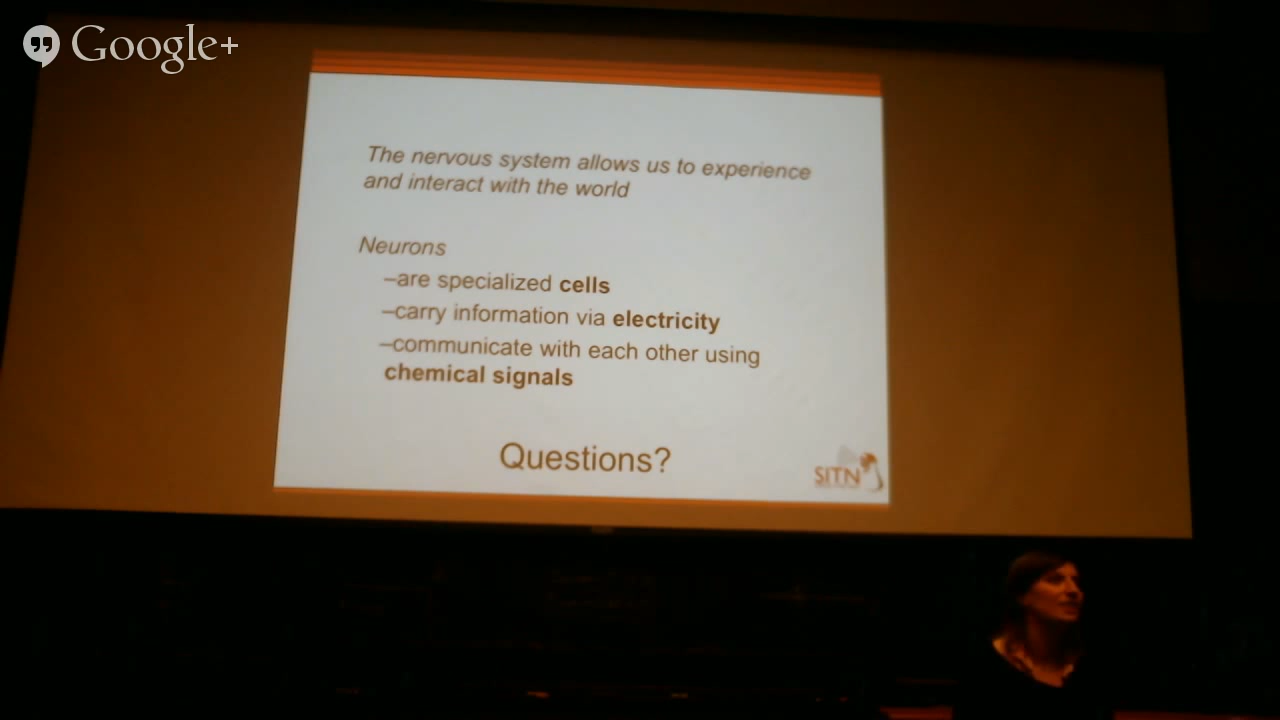 Google+
The nervous system allows us to experience
and interact with the world
Neurons
–are specialized cells
–carry information via electricity
–communicate with each other using
chemical signals
Questions?
SITN